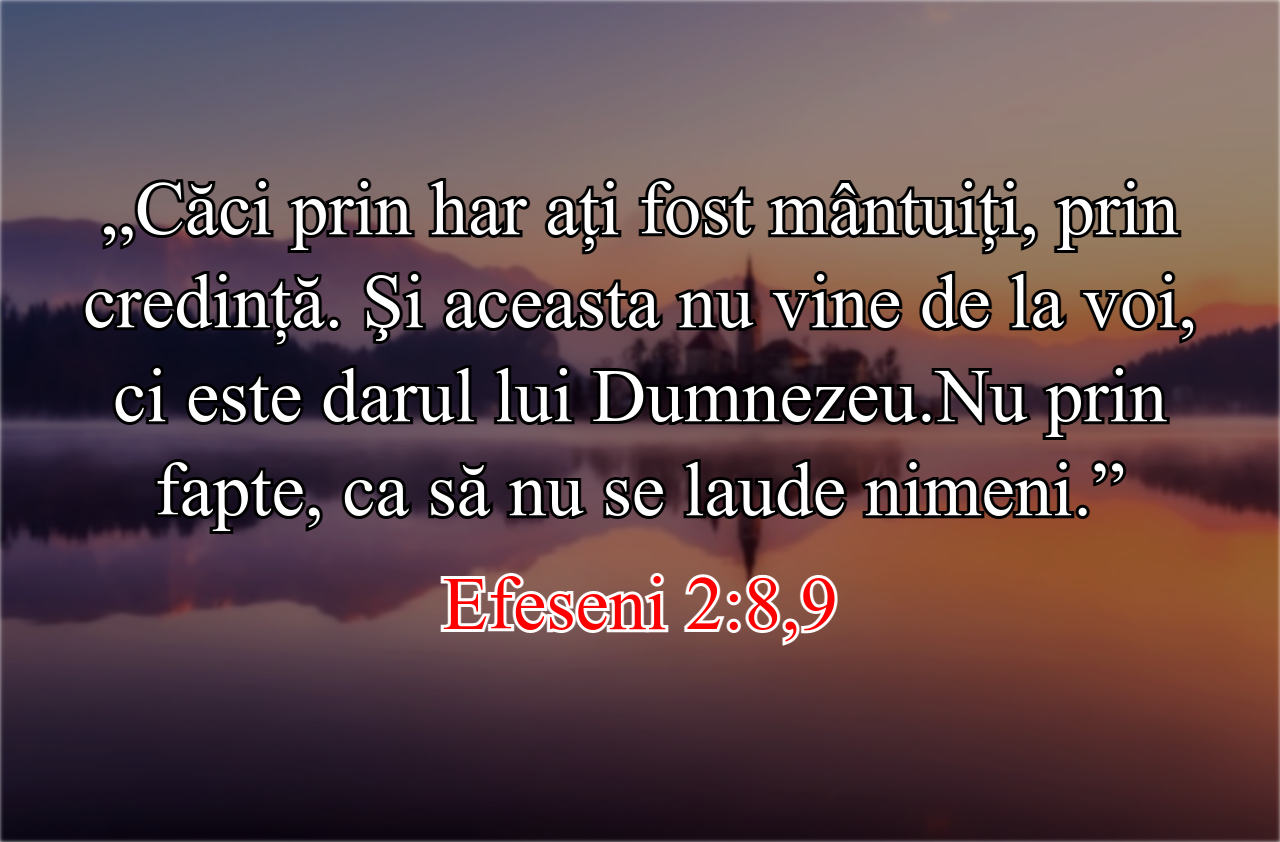 ,,Căci prin har ați fost mântuiți, prin
credință. Şi aceasta nu vine de la voi,
ci este darul lui Dumnezeu.Nu prin
fapte, ca să nu se laude nimeni.”
Efeseni 2:8,9